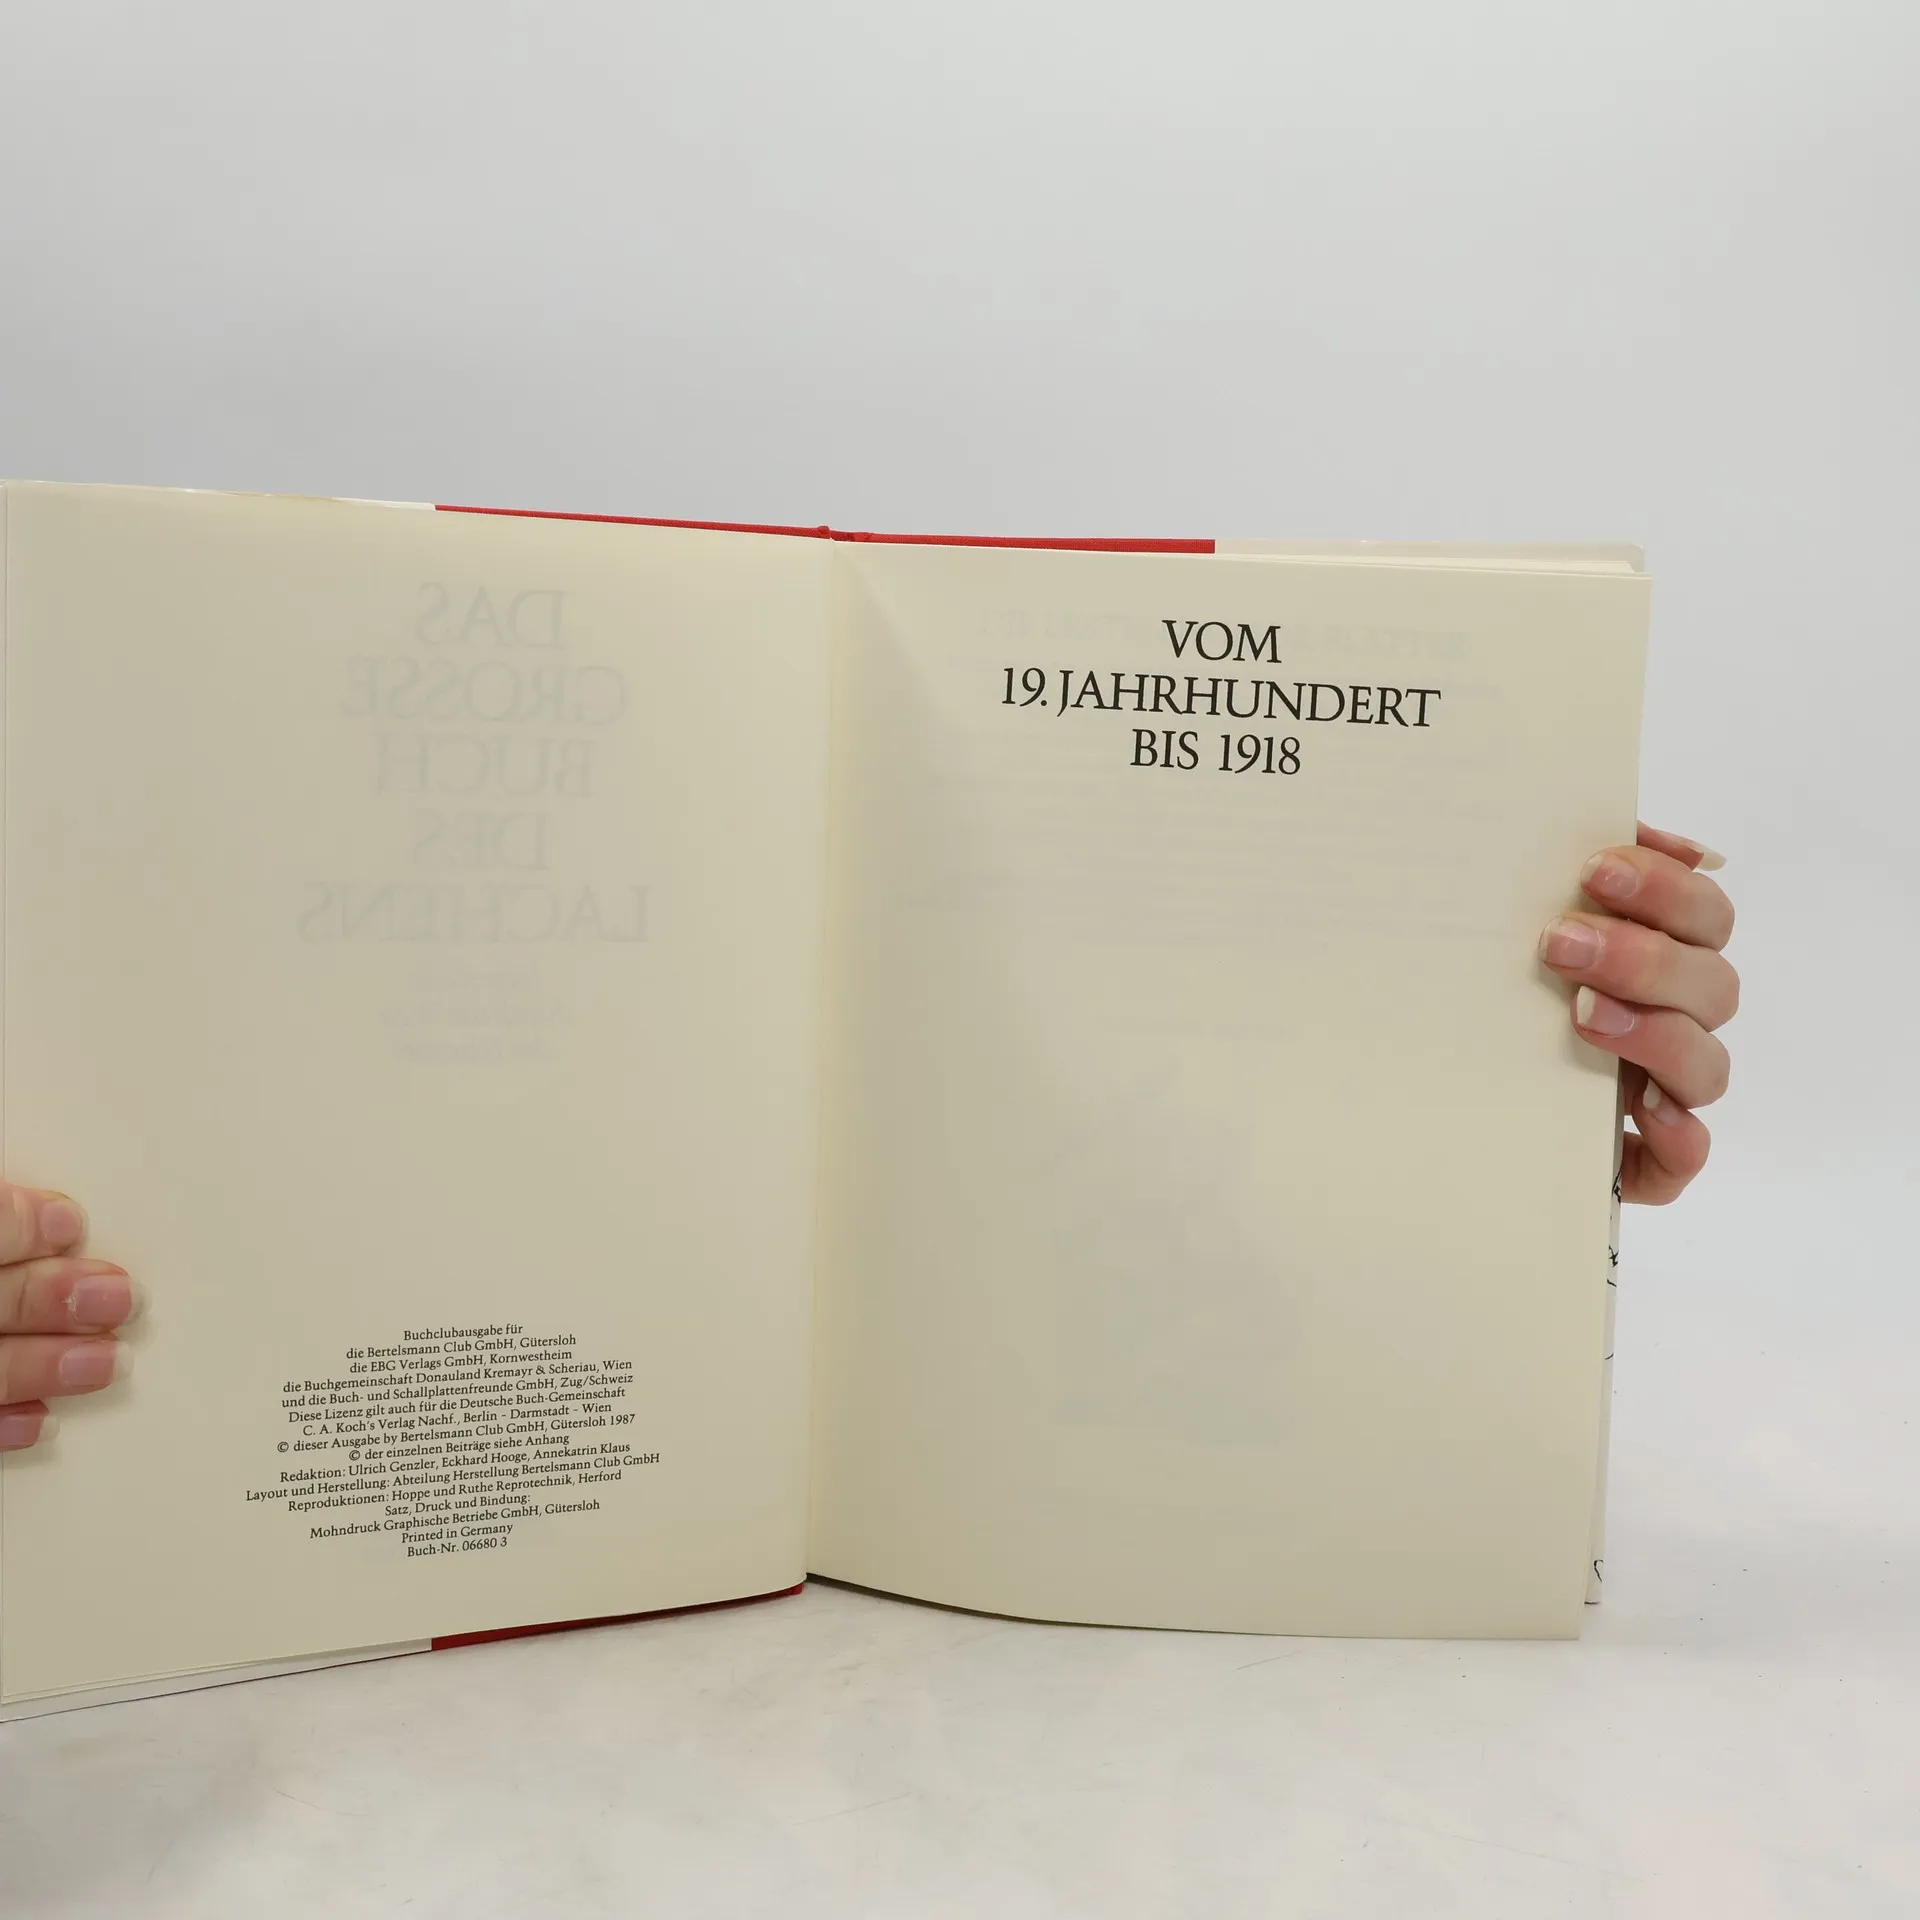 DAS
GROSSE
BUCH
DES
LACHENS
Buchclubausgabe für
die Bertelsmann Club GmbH, Gütersloh
die EBG Verlags GmbH, Kornwestheim
die Buchgemeinschaft Donauland Kremayr & Scheriau, Wien
und die Buch- und Schallplattenfreunde GmbH, Zug/Schweiz
Diese Lizenz gilt auch für die Deutsche Buch-Gemeinschaft
C. A. Koch's Verlag Nachf., Berlin - Darmstadt - Wien
© dieser Ausgabe by Bertelsmann Club GmbH, Gütersloh 1987
© der einzelnen Beiträge siehe Anhang
Redaktion: Ulrich Genzler, Eckhard Hooge, Annekatrin Klaus
Layout und Herstellung: Abteilung Herstellung Bertelsmann Club GmbH
Reproduktionen: Hoppe und Ruthe Reprotechnik, Herford
Satz, Druck und Bindung:
Mohndruck Graphische Betriebe GmbH, Gütersloh
Printed in Germany
Buch-Nr. 06680 3
VOM
19. JAHRHUNDERT
BIS 1918